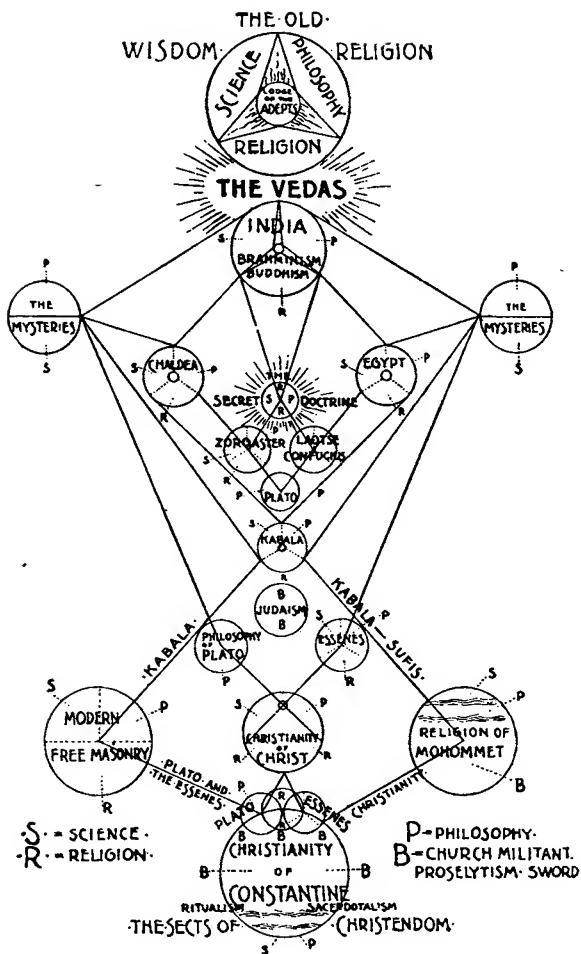 THE · OLD ·
WISDOM · RELIGION
SCIENCE
PHILOSOPHY
LODGE OF THE
ADEPTS
RELIGION
THE VEDAS
INDIA
S P
BRAHMINISM
BUDDHISM
R
P
THE
MYSTERIES
S
P
THE
MYSTERIES
S
CHALDEA
S P
R
EGYPT
S P
R
THE
SECRET DOCTRINE
S P
R
ZOROASTER
P
S
R
LAOTSE
CONFUCIUS
PLATO
P P
S P
KABALA
R
B
JUDAISM
B
· KABALA ·
KABALA — SUFIS ·
P
PHILOSOPHY
OF
PLATO
P
S
ESSENES
R
S
MODERN P
FREE MASONRY
R
S P
CHRISTIANITY
OF
CHRIST
R R
S
P
RELIGION OF
MOHOMMET
B
· PLATO · AND ·
THE ESSENES ·
CHRISTIANITY
P
PLATO
R
ESSENES
B B B
CHRISTIANITY
B OF B
CONSTANTINE
RITUALISM SACERDOTALISM
· THE SECTS OF CHRISTENDOM ·
S P
· S · = SCIENCE ·
· R · = RELIGION ·
P = PHILOSOPHY ·
B = CHURCH MILITANT.
PROSELYTISM · SWORD